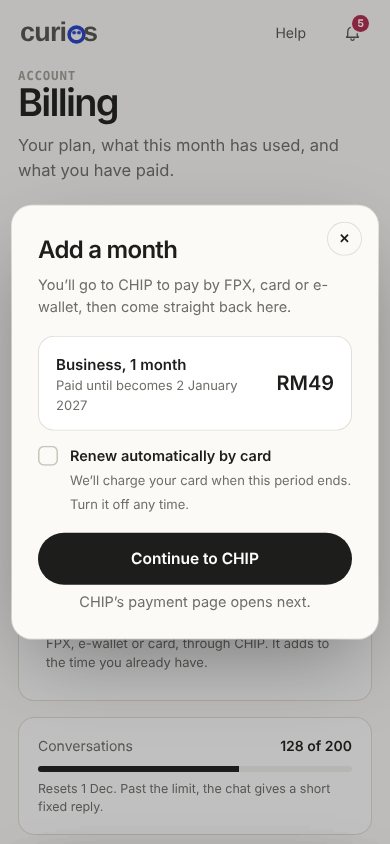 curios
Help
5
ACCOUNT
Billing
Your plan, what this month has used, and
what you have paid.
Add a month
×
You’ll go to CHIP to pay by FPX, card or e-
wallet, then come straight back here.
Business, 1 month
Paid until becomes 2 January
2027
RM49
Renew automatically by card
We’ll charge your card when this period ends.
Turn it off any time.
Continue to CHIP
CHIP’s payment page opens next.
FPX, e-wallet or card, through CHIP. It adds to
the time you already have.
Conversations
128 of 200
Resets 1 Dec. Past the limit, the chat gives a short
fixed reply.